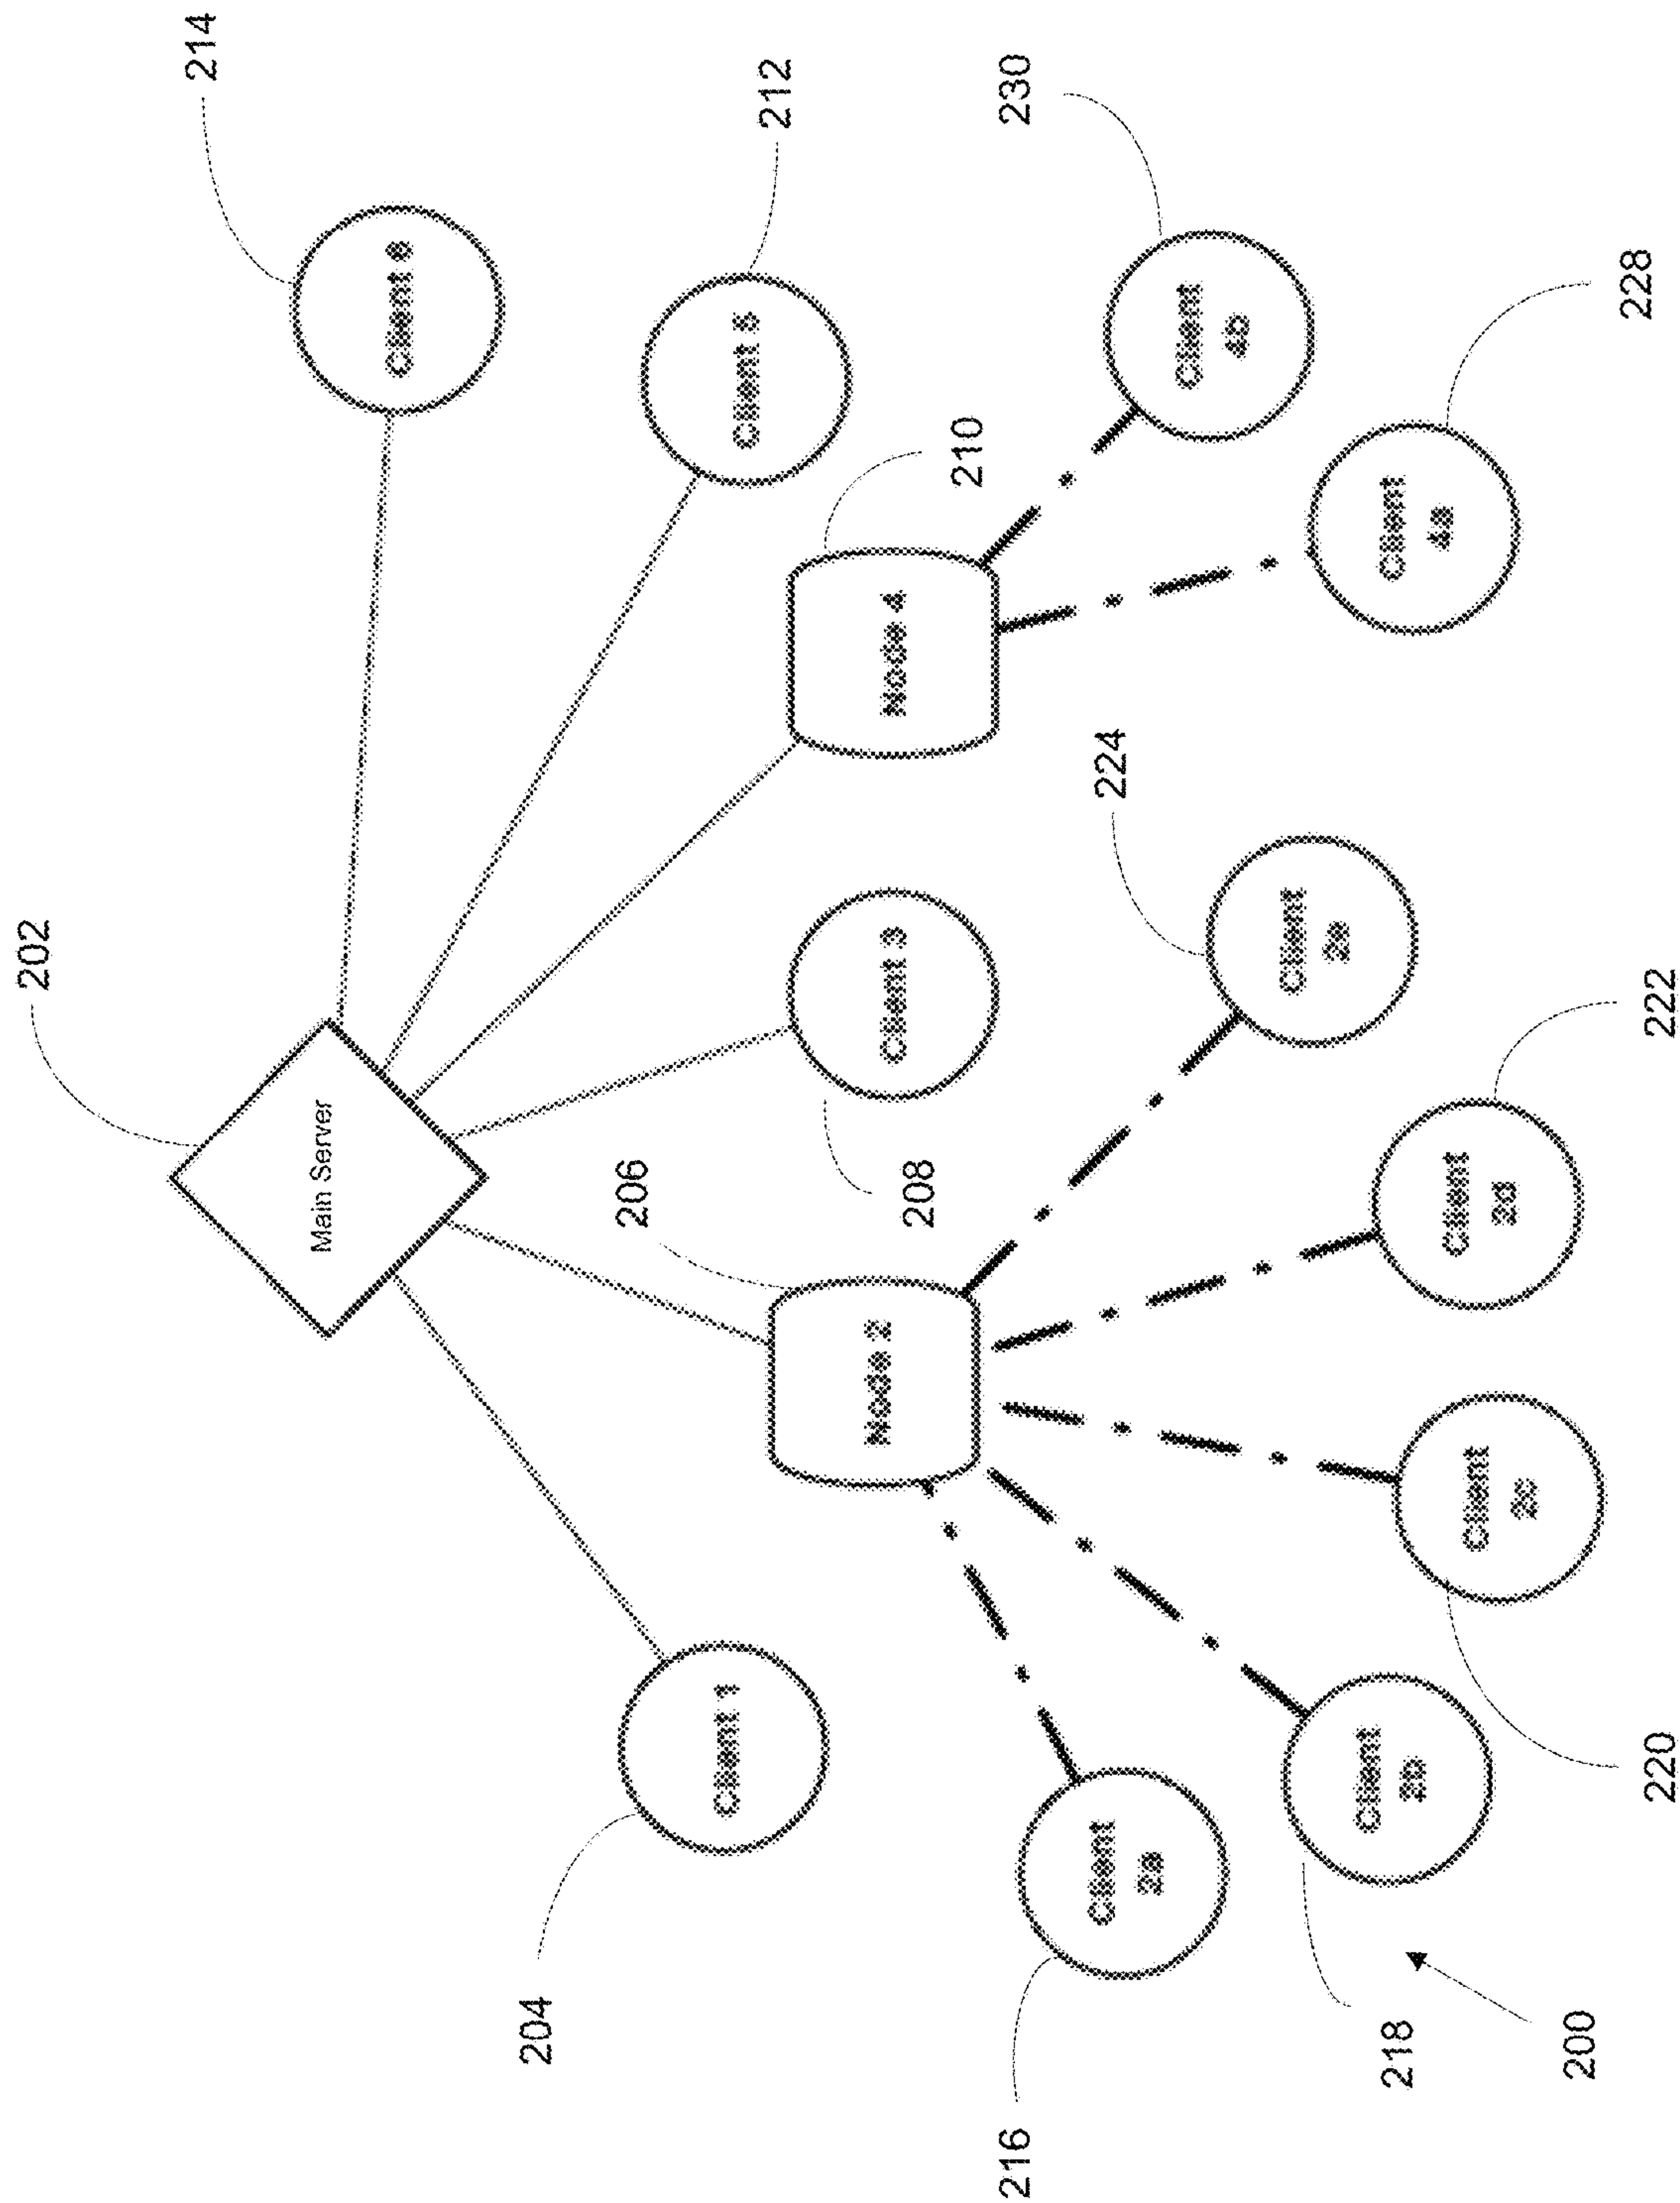 202
Main Server
214
Client 6
212
Client 5
204
Client 1
206
Node 2
208
Client 3
210
Node 4
230
Client
4b
228
Client
4a
224
Client
2e
222
Client
2d
220
Client
2c
218
Client
2b
216
Client
2a
200